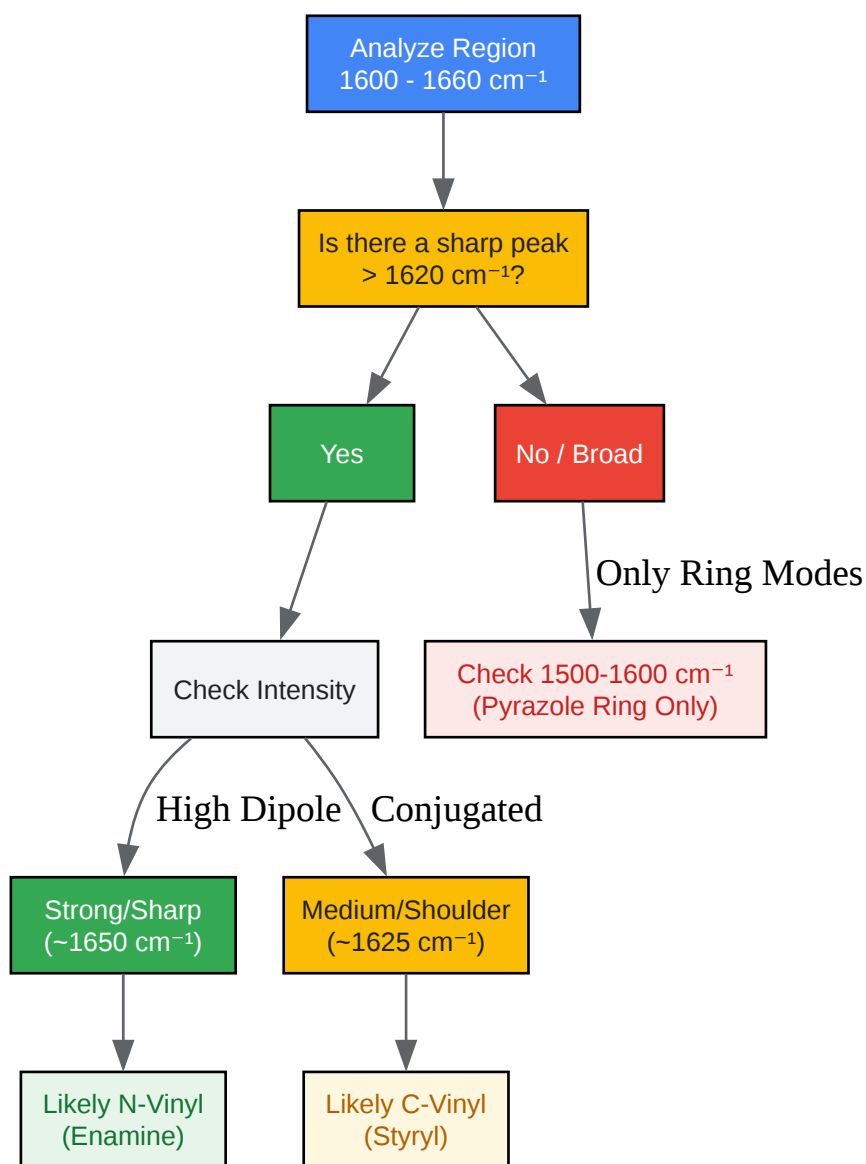 Analyze Region
1600 - 1660 cm⁻¹
Is there a sharp peak
> 1620 cm⁻¹?
Yes
No / Broad
Only Ring Modes
Check Intensity
Check 1500-1600 cm⁻¹
(Pyrazole Ring Only)
High Dipole
Conjugated
Strong/Sharp
(~1650 cm⁻¹)
Medium/Shoulder
(~1625 cm⁻¹)
Likely N-Vinyl
(Enamine)
Likely C-Vinyl
(Styryl)